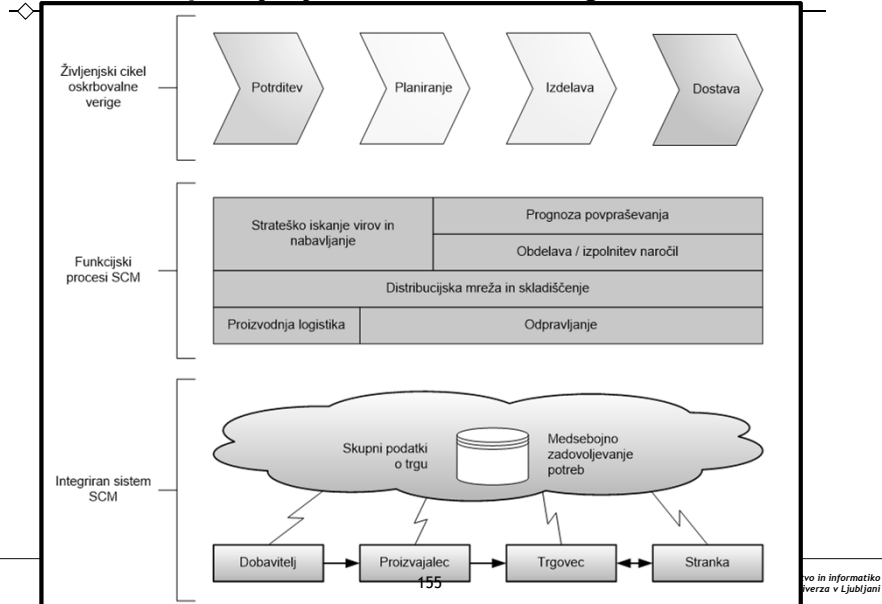 Življenjski cikel
oskrbovalne
verige
Potrditev
Planiranje
Izdelava
Dostava
Funkcijski
procesi SCM
Strateško iskanje virov in
nabavljanje
Prognoza povpraševanja
Obdelava / izpolnitev naročil
Distribucijska mreža in skladiščenje
Proizvodnja logistika
Odpravljanje
Integriran sistem
SCM
Skupni podatki
o trgu
Medsebojno
zadovoljevanje
potreb
Dobavitelj
Proizvajalec
Trgovec
Stranka
155
in informatiko
v Ljubljani